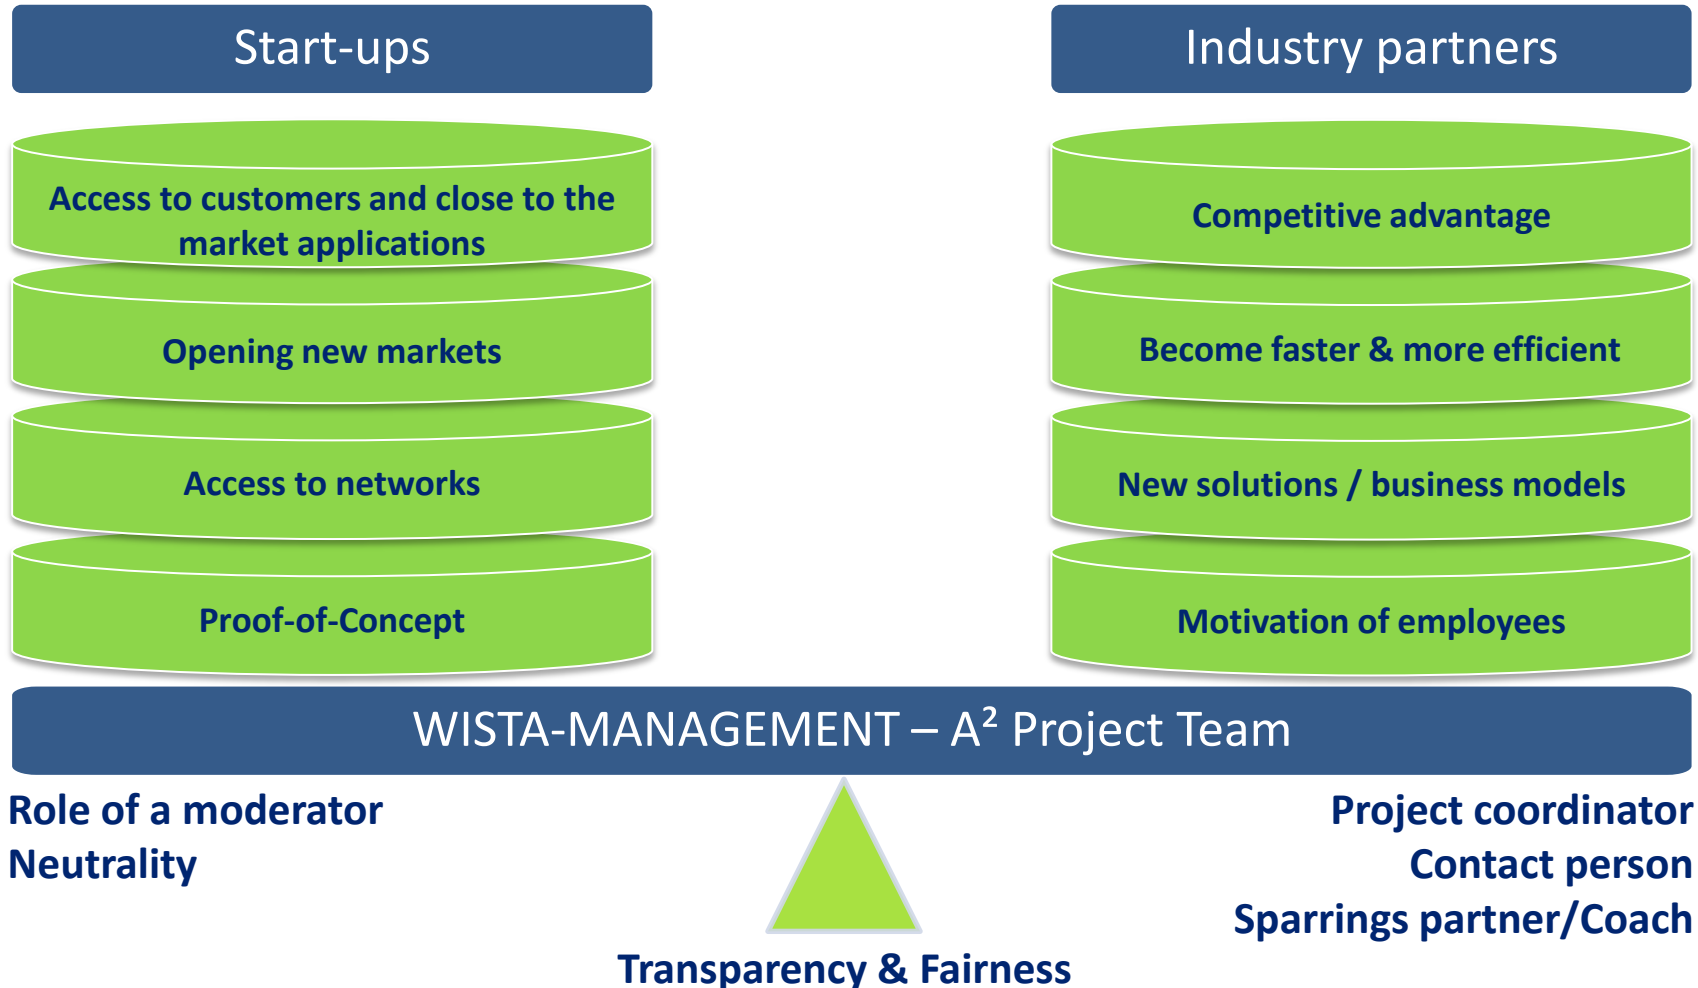 Start-ups
Access to customers and close to the
market applications
Opening new markets
Access to networks
Proof-of-Concept
Industry partners
Competitive advantage
Become faster & more efficient
New solutions / business models
Motivation of employees
WISTA-MANAGEMENT – A² Project Team
Role of a moderator
Neutrality
Project coordinator
Contact person
Sparrings partner/Coach
Transparency & Fairness